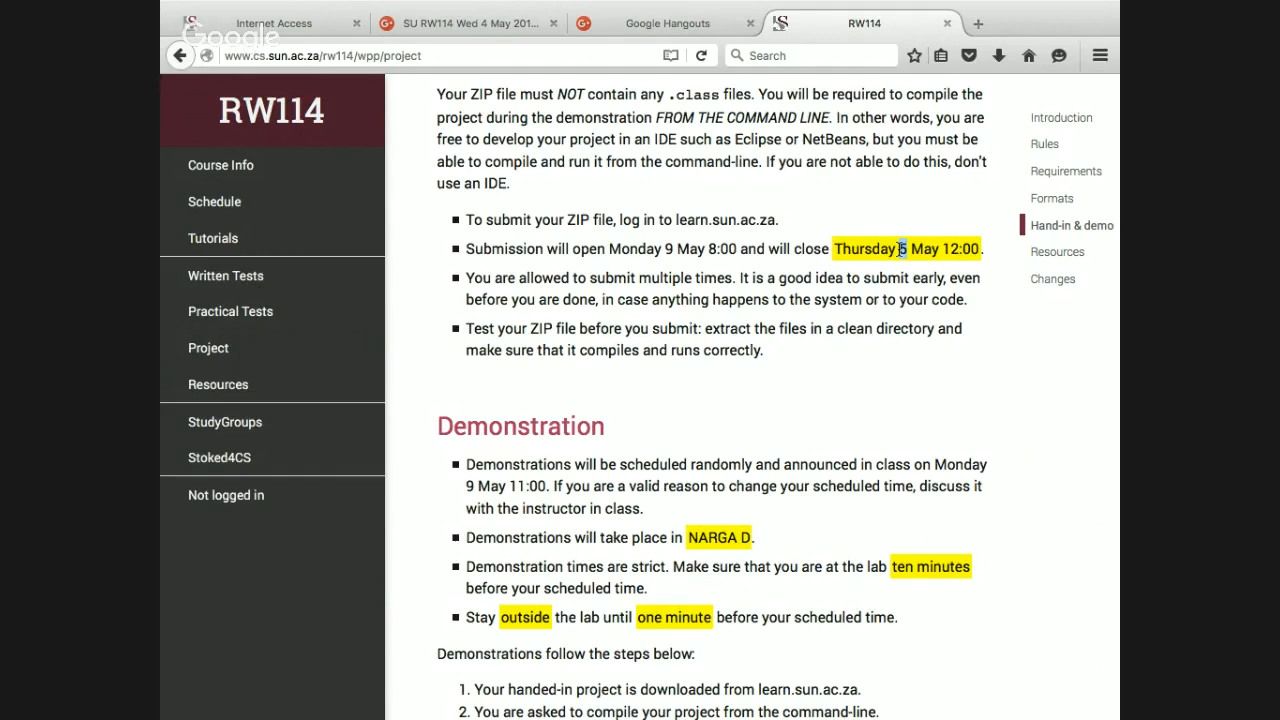 Internet Access
SU RW114 Wed 4 May 201...
Google Hangouts
RW114
Google
www.cs.sun.ac.za/rw114/wpp/project
Search
RW114
Course Info
Schedule
Tutorials
Written Tests
Practical Tests
Project
Resources
StudyGroups
Stoked4CS
Not logged in
Your ZIP file must NOT contain any .class files. You will be required to compile the
project during the demonstration FROM THE COMMAND LINE. In other words, you are
free to develop your project in an IDE such as Eclipse or NetBeans, but you must be
able to compile and run it from the command-line. If you are not able to do this, don't
use an IDE.
To submit your ZIP file, log in to learn.sun.ac.za.
Submission will open Monday 9 May 8:00 and will close Thursday 5 May 12:00.
You are allowed to submit multiple times. It is a good idea to submit early, even
before you are done, in case anything happens to the system or to your code.
Test your ZIP file before you submit: extract the files in a clean directory and
make sure that it compiles and runs correctly.
Demonstration
Demonstrations will be scheduled randomly and announced in class on Monday
9 May 11:00. If you are a valid reason to change your scheduled time, discuss it
with the instructor in class.
Demonstrations will take place in NARGA D.
Demonstration times are strict. Make sure that you are at the lab ten minutes
before your scheduled time.
Stay outside the lab until one minute before your scheduled time.
Demonstrations follow the steps below:
1. Your handed-in project is downloaded from learn.sun.ac.za.
2. You are asked to compile your project from the command-line.
Introduction
Rules
Requirements
Formats
Hand-in & demo
Resources
Changes